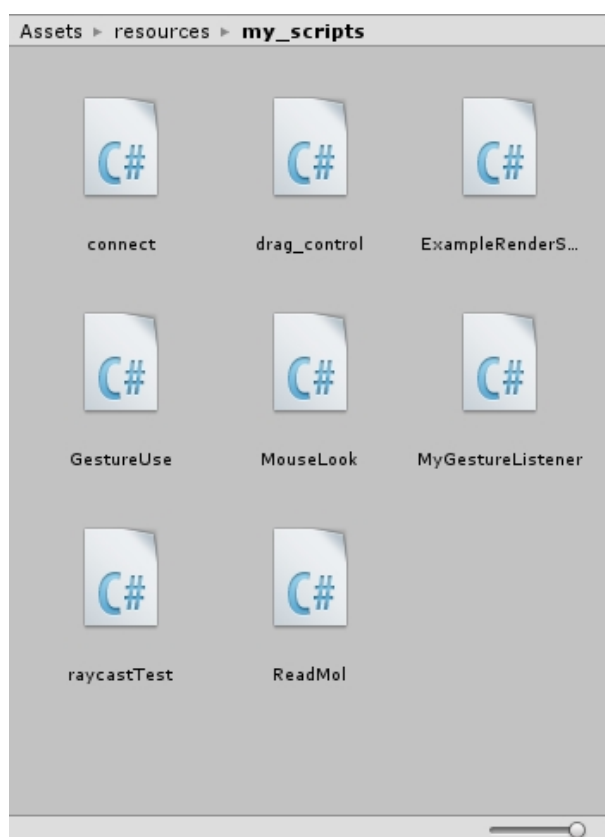 Assets ▸ resources ▸ my_scripts
C# C# C#
connect drag_control ExampleRenderS...
C# C# C#
GestureUse MouseLook MyGestureListener
C# C#
raycastTest ReadMol